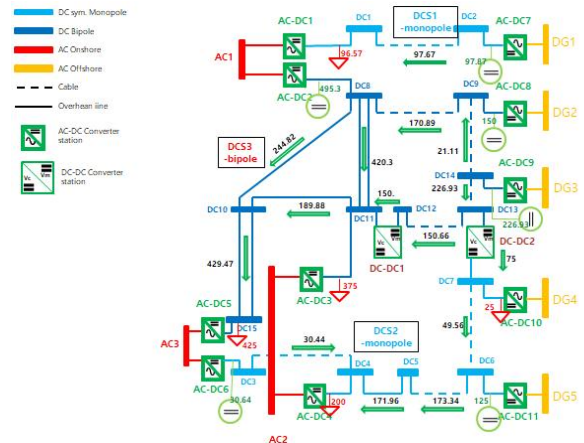 DC sym. Monopole
DC Bipole
AC Onshore
AC Offshore
Cable
Overhean iine
AC-DC Converter
station
DC-DC Converter
station
Vc
Vm
AC-DC1
DC1
DCS1
-monopole
DC2
AC-DC7
DG1
AC1
96.57
97.67
97.87
AC-DC2
495.3
DC8
DC9
AC-DC8
DG2
150
170.89
244.82
DCS3
-bipole
420.3
21.11
AC-DC9
DC14
226.93
DG3
150.
DC10
189.88
DC11
DC12
DC13
226.93
Vc
Vm
150.66
Vc
Vm
DC-DC2
DC-DC1
75
429.47
AC-DC3
375
DC7
DG4
25
AC-DC10
AC-DC5
DC15
425
AC3
30.44
DCS2
-monopole
49.56
AC-DC6
DC3
30.64
DC4
DC5
DC6
DG5
AC-DC4
200
171.96
173.34
125
AC-DC11
AC2